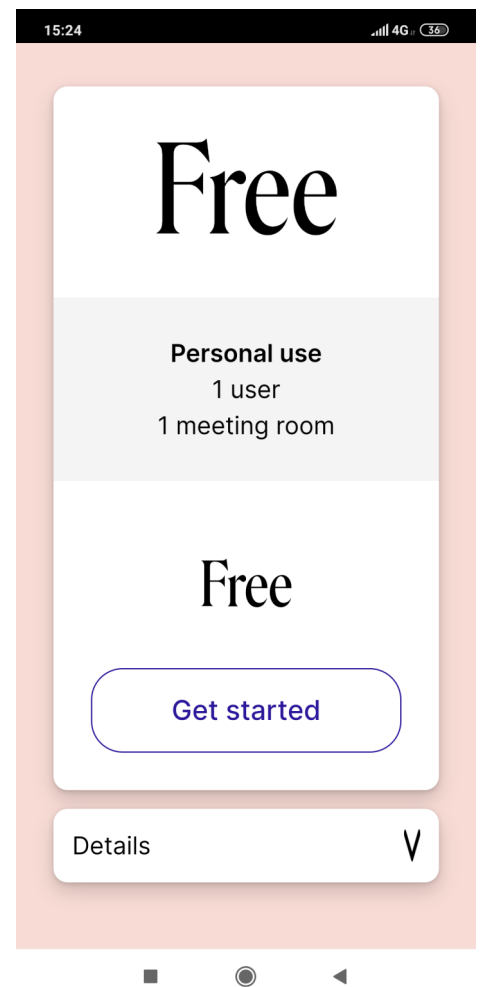 15:24 4G 36
Free
Personal use
1 user
1 meeting room
Free
Get started
Details